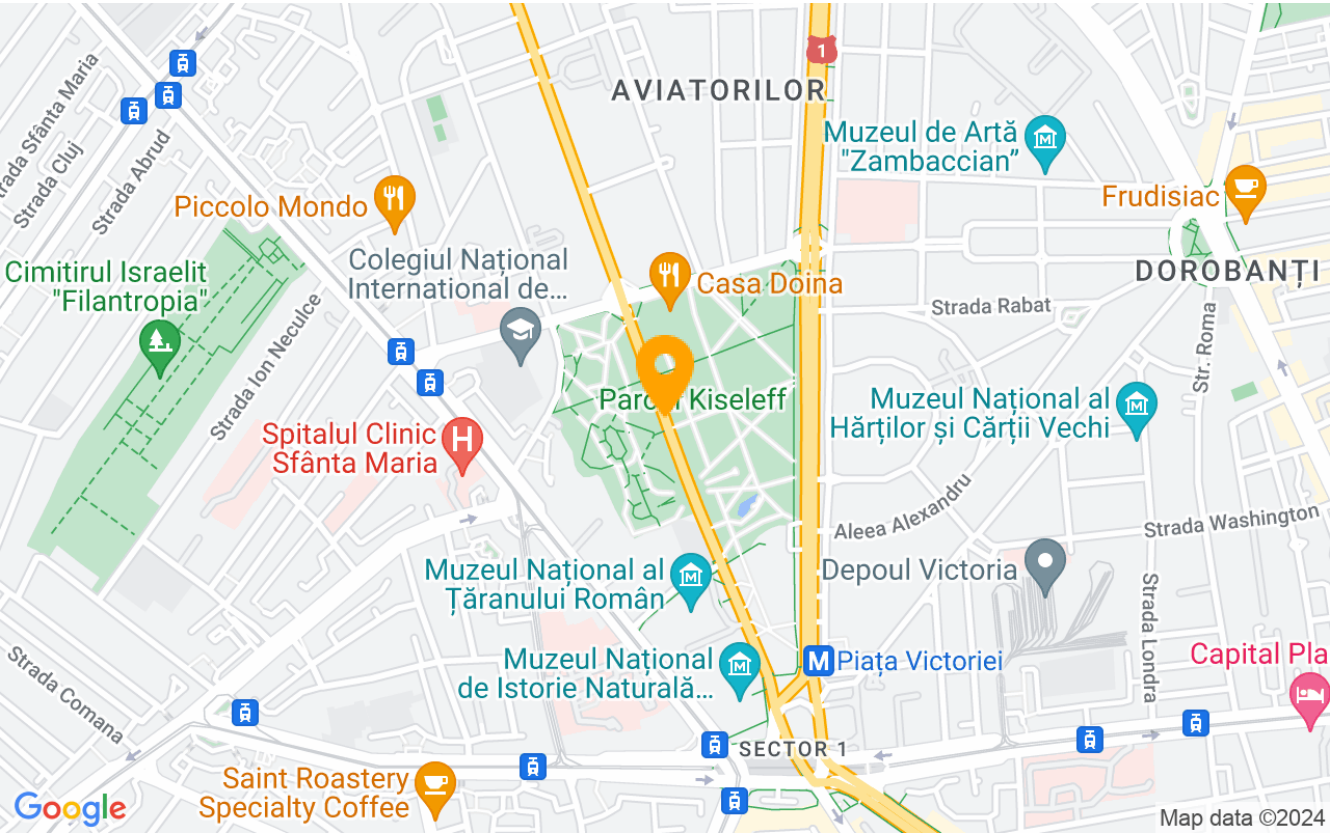 1
AVIATORILOR
Strada Sfânta Maria
Strada Cluj
Strada Abrud
Muzeul de Artă
"Zambaccian”
Piccolo Mondo
Frudisiac
Colegiul Național
International de...
Cimitirul Israelit
"Filantropia"
Casa Doina
DOROBANȚI
Strada Rabat
Strada Ion Neculce
Str. Roma
Kiseleff
Muzeul Național al
Hărților și Cărții Vechi
Spitalul Clinic
Sfânta Maria
H
Aleea Alexandru
Strada Washington
Muzeul Național al
Țăranului Român
M
Depoul Victoria
Strada Londra
Muzeul Național
de Istorie Naturală...
M
Piața Victoriei
Capital Pla
Strada Comana
SECTOR 1
Saint Roastery
Specialty Coffee
Google
Map data ©2024